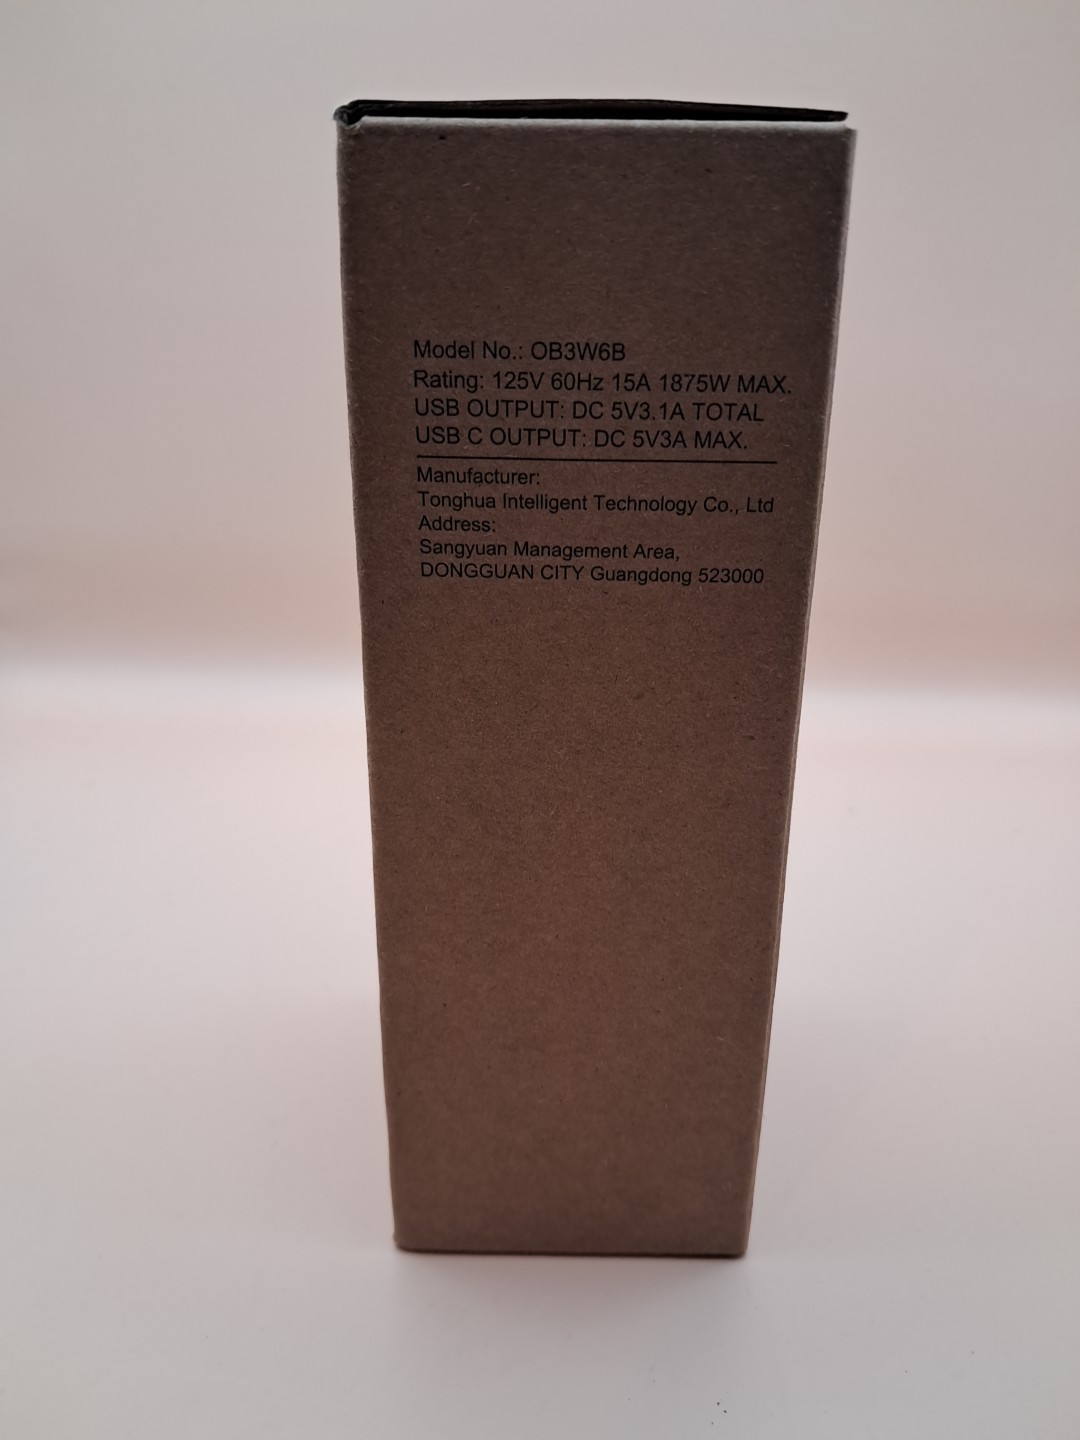 Model No.: OB3W6B
Rating: 125V 60Hz 15A 1875W MAX.
USB OUTPUT: DC 5V3.1A TOTAL
USB C OUTPUT: DC 5V3A MAX.
Manufacturer:
Tonghua Intelligent Technology Co., Ltd
Address:
Sangyuan Management Area,
DONGGUAN CITY Guangdong 523000